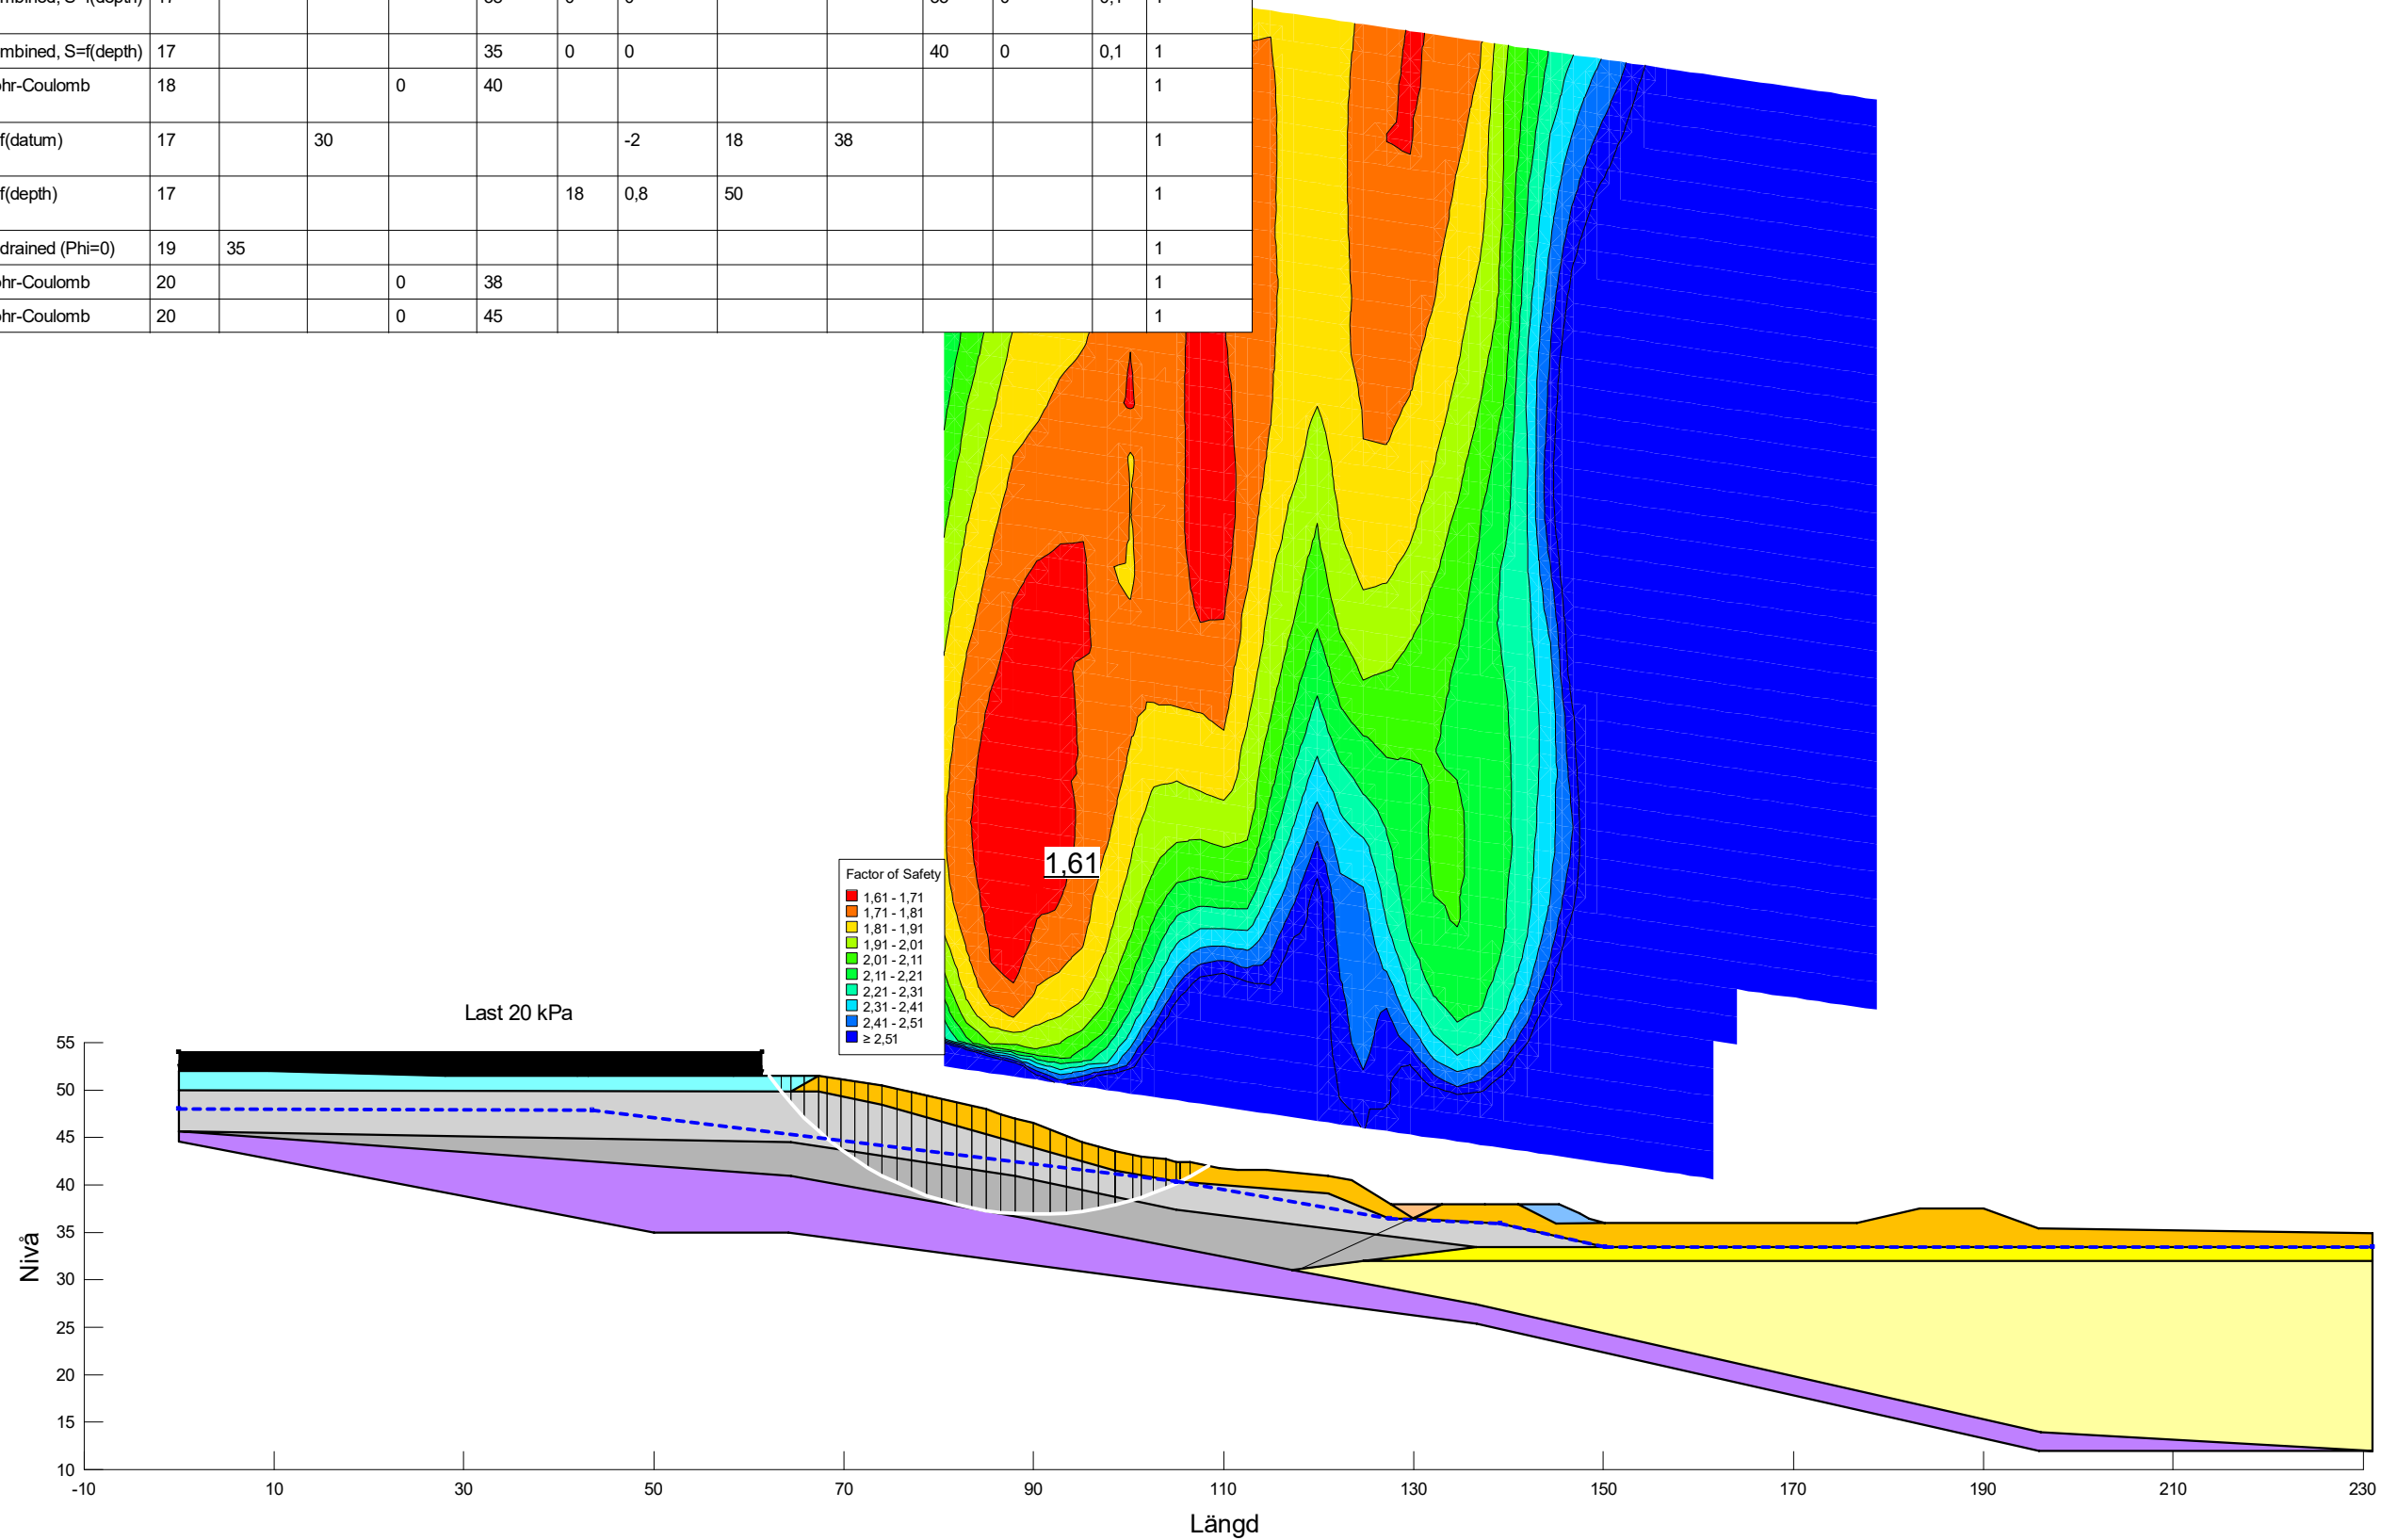 mbined, S=f(depth) 17 35 0 0 40 0 0,1 1
ohr-Coulomb 18 0 40 1
f(datum) 17 30 -2 18 38 1
f(depth) 17 18 0,8 50 1
drained (Phi=0) 19 35 1
ohr-Coulomb 20 0 38 1
ohr-Coulomb 20 0 45 1
1,61
Factor of Safety
1,61 - 1,71
1,71 - 1,81
1,81 - 1,91
1,91 - 2,01
2,01 - 2,11
2,11 - 2,21
2,21 - 2,31
2,31 - 2,41
2,41 - 2,51
≥ 2,51
Last 20 kPa
55
50
45
40
35
30
25
20
15
10
Nivå
-10 10 30 50 70 90 110 130 150 170 190 210 230
Längd